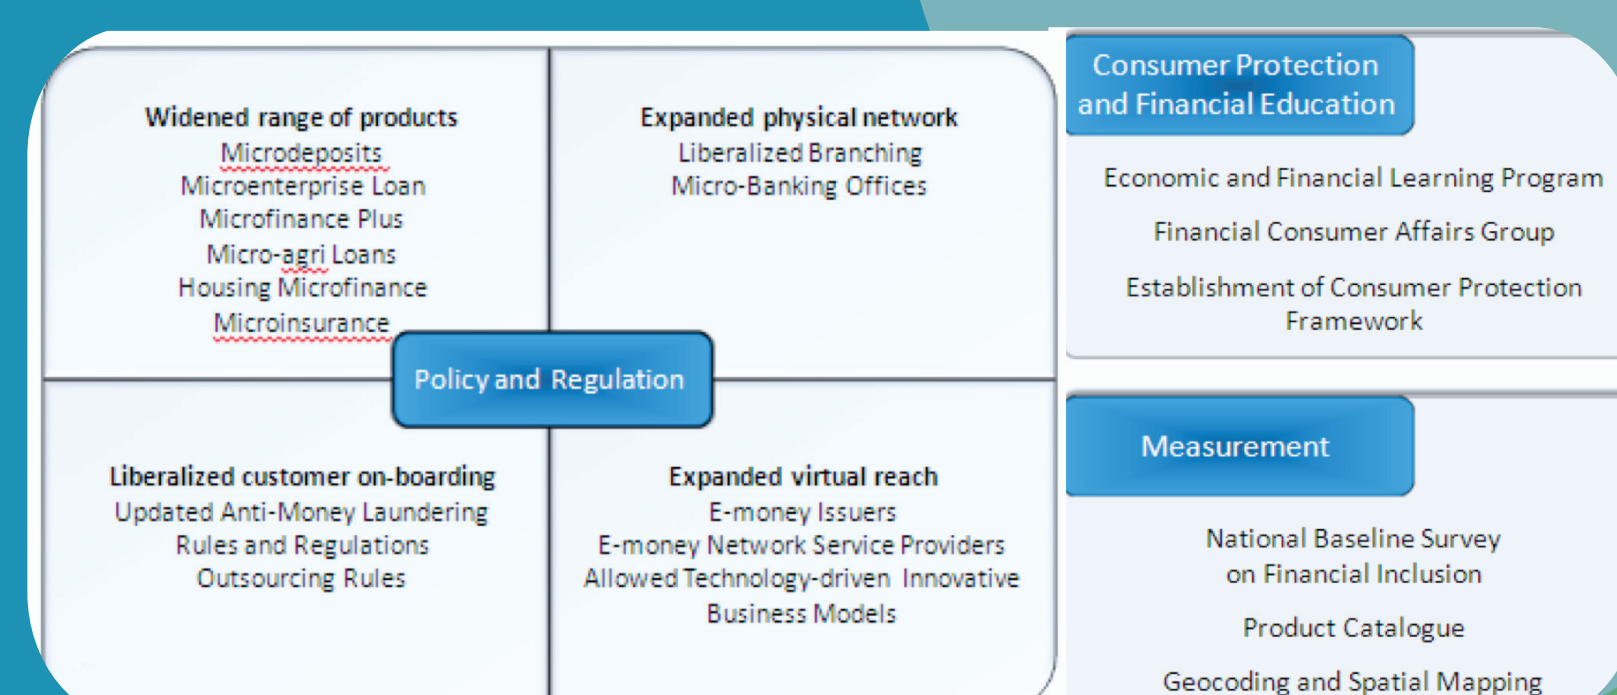 Widened range of products
Microdeposits
Microenterprise Loan
Microfinance Plus
Micro-agri Loans
Housing Microfinance
Microinsurance
Expanded physical network
Liberalized Branching
Micro-Banking Offices
Policy and Regulation
Liberalized customer on-boarding
Updated Anti-Money Laundering
Rules and Regulations
Outsourcing Rules
Expanded virtual reach
E-money Issuers
E-money Network Service Providers
Allowed Technology-driven Innovative
Business Models
Consumer Protection
and Financial Education
Economic and Financial Learning Program
Financial Consumer Affairs Group
Establishment of Consumer Protection
Framework
Measurement
National Baseline Survey
on Financial Inclusion
Product Catalogue
Geocoding and Spatial Mapping